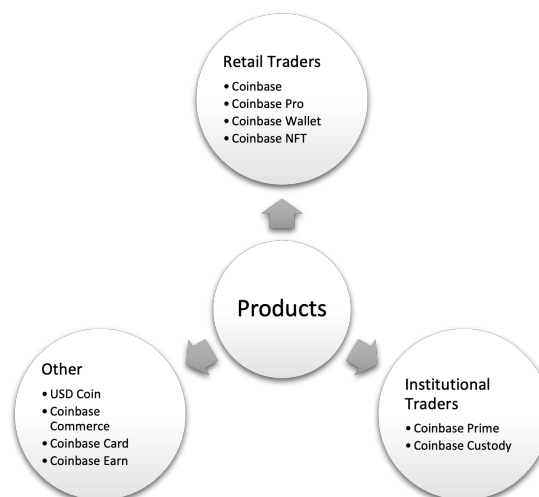 Retail Traders
• Coinbase
• Coinbase Pro
• Coinbase Wallet
• Coinbase NFT
Products
Other
• USD Coin
• Coinbase
Commerce
• Coinbase Card
• Coinbase Earn
Institutional
Traders
• Coinbase Prime
• Coinbase Custody